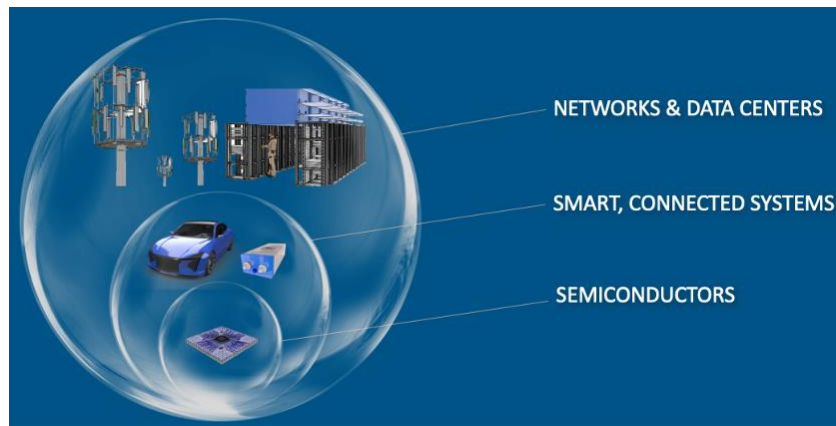 NETWORKS & DATA CENTERS
SMART, CONNECTED SYSTEMS
SEMICONDUCTORS